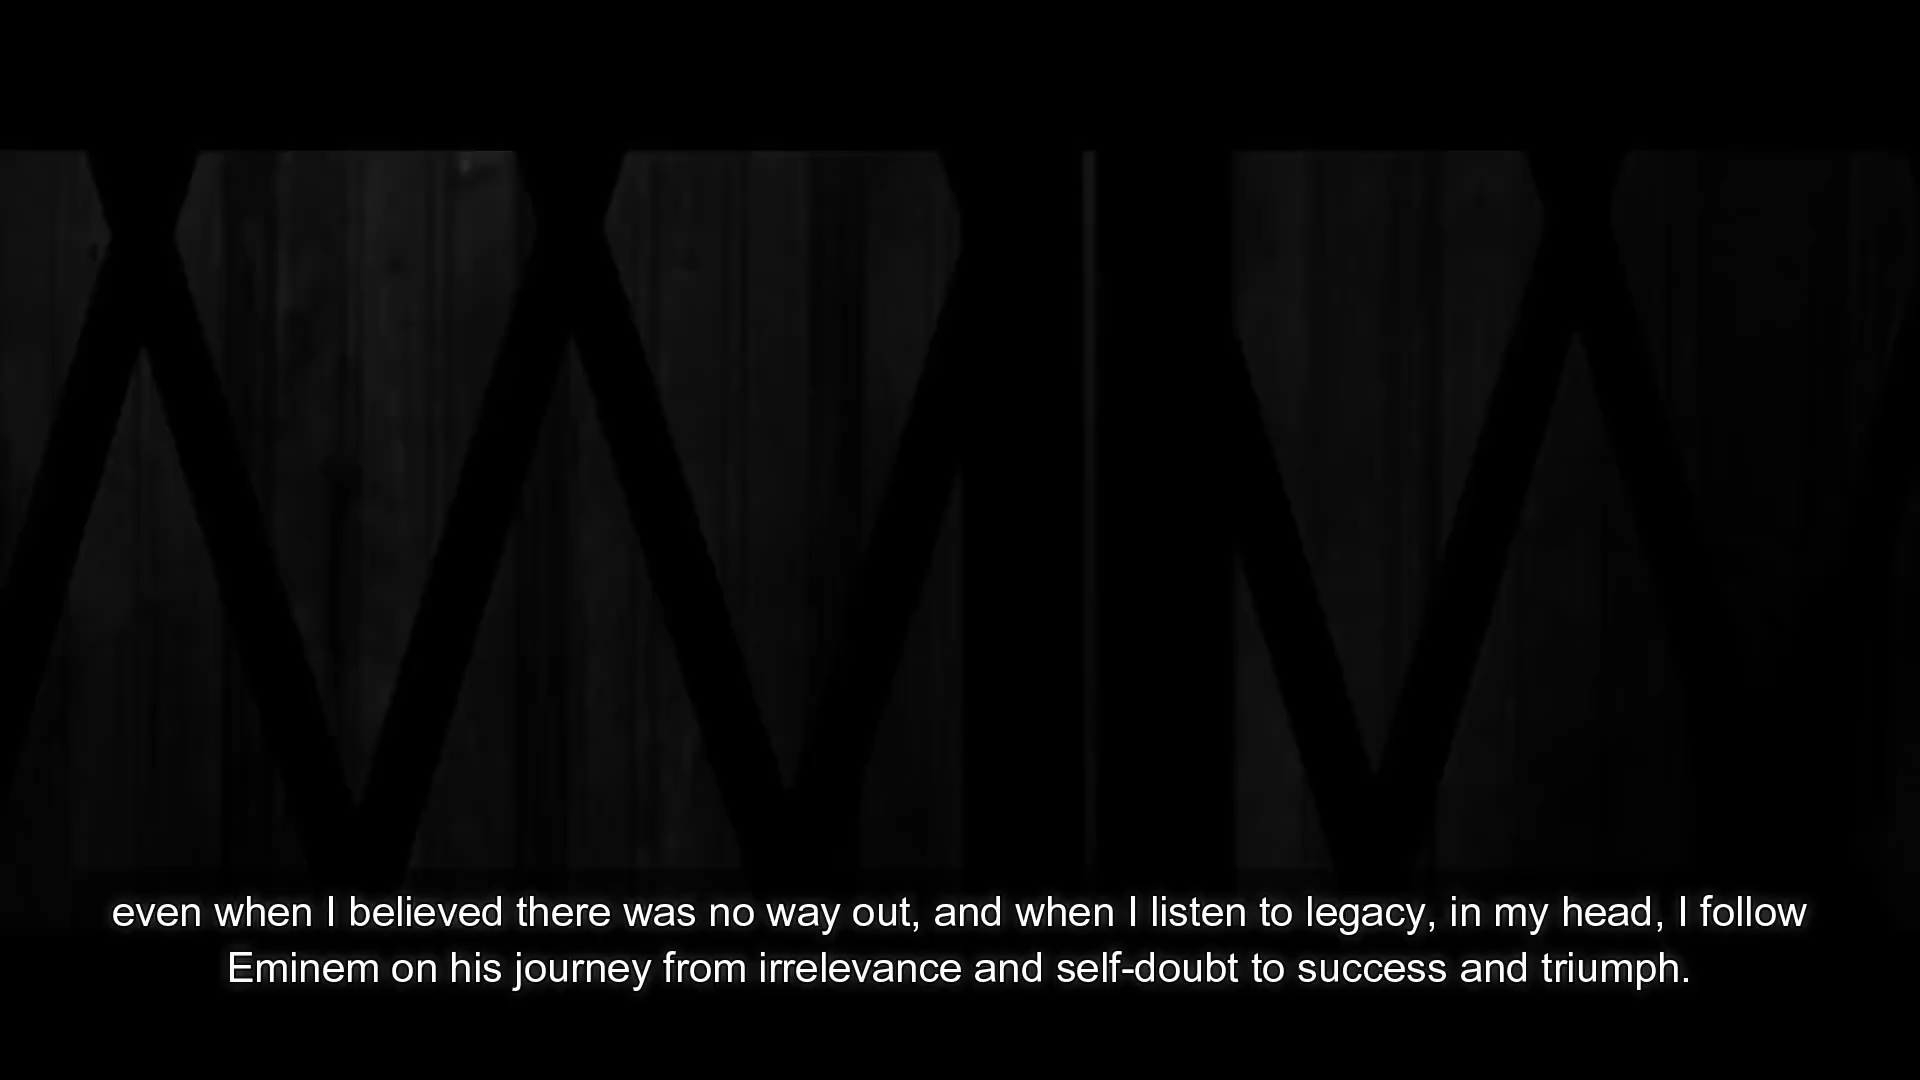 even when I believed there was no way out, and when I listen to legacy, in my head, I follow
Eminem on his journey from irrelevance and self-doubt to success and triumph.